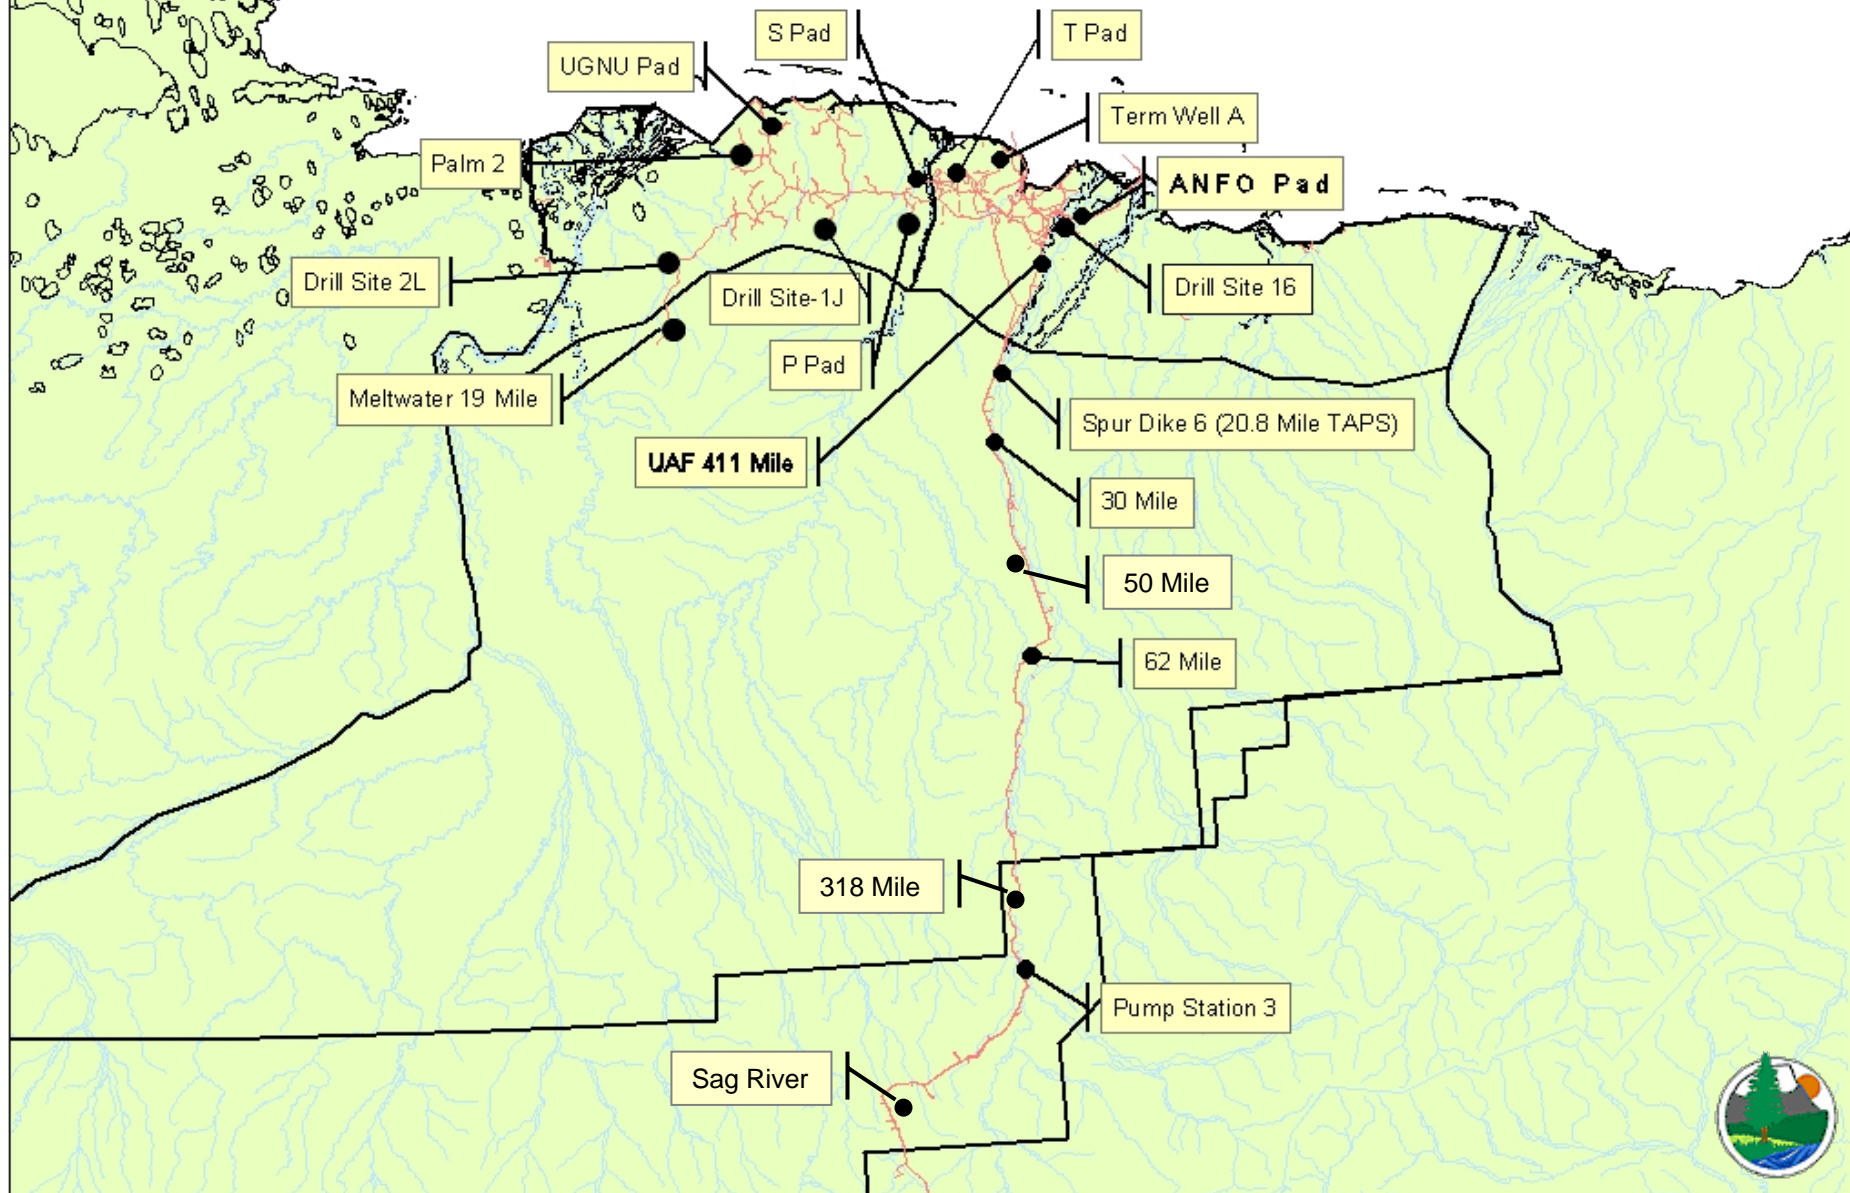 S Pad
T Pad
UGNU Pad
Term Well A
Palm 2
ANFO Pad
Drill Site 2L
Drill Site-1J
Drill Site 16
P Pad
Meltwater 19 Mile
Spur Dike 6 (20.8 Mile TAPS)
UAF 411 Mile
30 Mile
50 Mile
62 Mile
318 Mile
Pump Station 3
Sag River